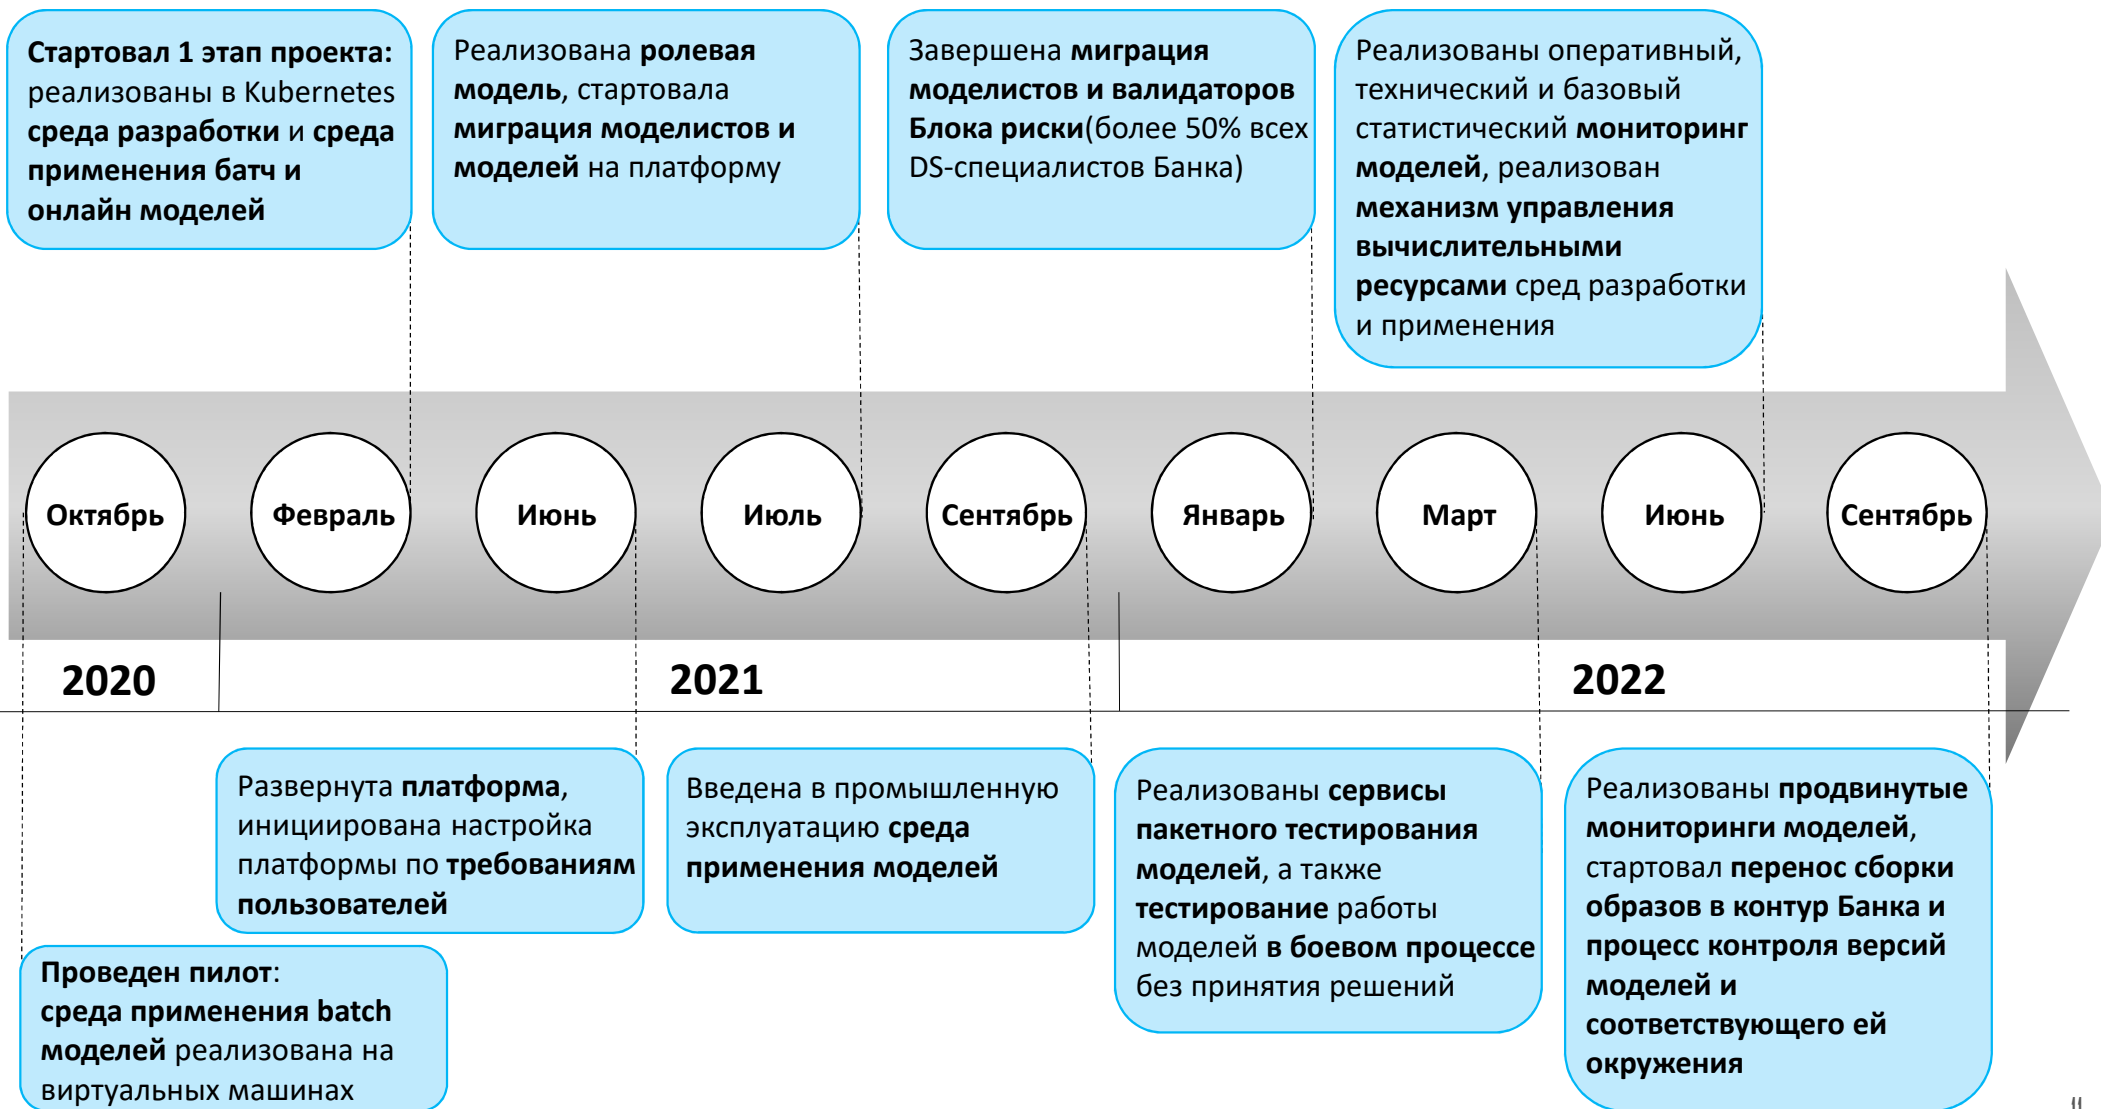 Стартовал 1 этап проекта:
реализованы в Kubernetes
среда разработки и среда
применения батч и
онлайн моделей
Реализована ролевая
модель, стартовала
миграция моделистов и
моделей на платформу
Завершена миграция
моделистов и валидаторов
Блока риски(более 50% всех
DS-специалистов Банка)
Реализованы оперативный,
технический и базовый
статистический мониторинг
моделей, реализован
механизм управления
вычислительными
ресурсами сред разработки
и применения
Октябрь
Февраль
Июнь
Июль
Сентябрь
Январь
Март
Июнь
Сентябрь
2020
2021
2022
Развернута платформа,
инициирована настройка
платформы по требованиям
пользователей
Введена в промышленную
эксплуатацию среда
применения моделей
Реализованы сервисы
пакетного тестирования
моделей, а также
тестирование работы
моделей в боевом процессе
без принятия решений
Реализованы продвинутые
мониторинги моделей,
стартовал перенос сборки
образов в контур Банка и
процесс контроля версий
моделей и
соответствующего ей
окружения
Проведен пилот:
среда применения batch
моделей реализована на
виртуальных машинах